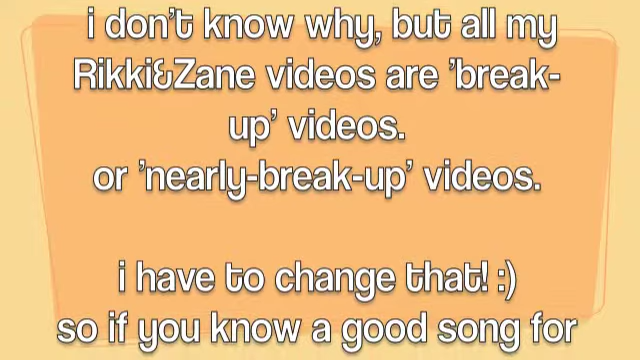 i don't know why, but all my
Rikki&Zane videos are 'break-
up' videos.
or 'nearly-break-up' videos.
i have to change that! :)
so if you know a good song for